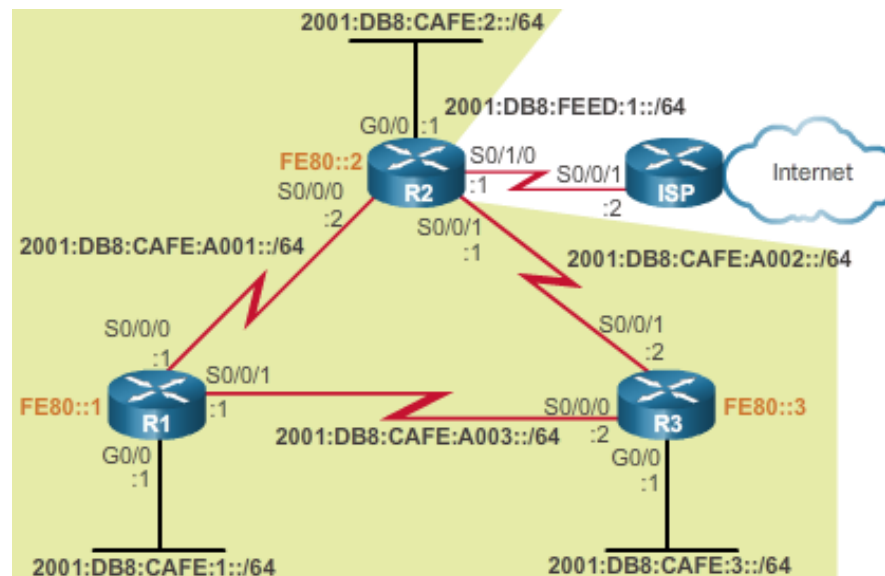 2001:DB8:CAFE:2::/64
2001:DB8:FEED:1::/64
G0/0 :1
FE80::2
S0/1/0
S0/0/1
Internet
S0/0/0
R2
:1
ISP
:2
:2
S0/0/1
:1
2001:DB8:CAFE:A001::/64
2001:DB8:CAFE:A002::/64
S0/0/0
:1
S0/0/1
:2
S0/0/1
FE80::1
:1
S0/0/0
FE80::3
R1
R3
2001:DB8:CAFE:A003::/64
:2
G0/0
:1
G0/0
:1
2001:DB8:CAFE:1::/64
2001:DB8:CAFE:3::/64